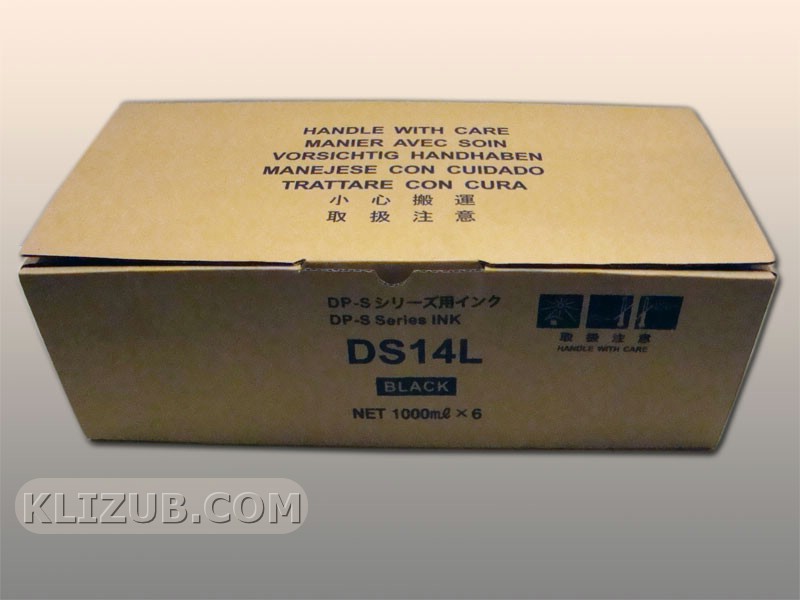 HANDLE WITH CARE
MANIER AVEC SOIN
VORSICHTIG HANDHABEN
MANEJESE CON CUIDADO
TRATTARE CON CURA
小心搬運
取扱注意
DP-Sシリーズ用インク
DP-S Series INK
DS14L
BLACK
NET 1000mℓ×6
取扱注意
HANDLE WITH CARE
KLIZUB.COM